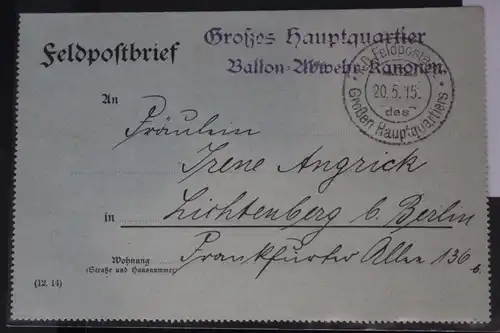 Feldpostbrief
Großes Hauptquartier
Ballon-Abwehr-Kanonen.
K.D. Feldpostamt
20.5.15.
des
Großen Hauptquartiers
An
Fräulein
Irene Angrick
in Lichtenberg b. Berlin
Wohnung Frankfurter Allee 136
(Straße und Hausnummer)
(12. 14)